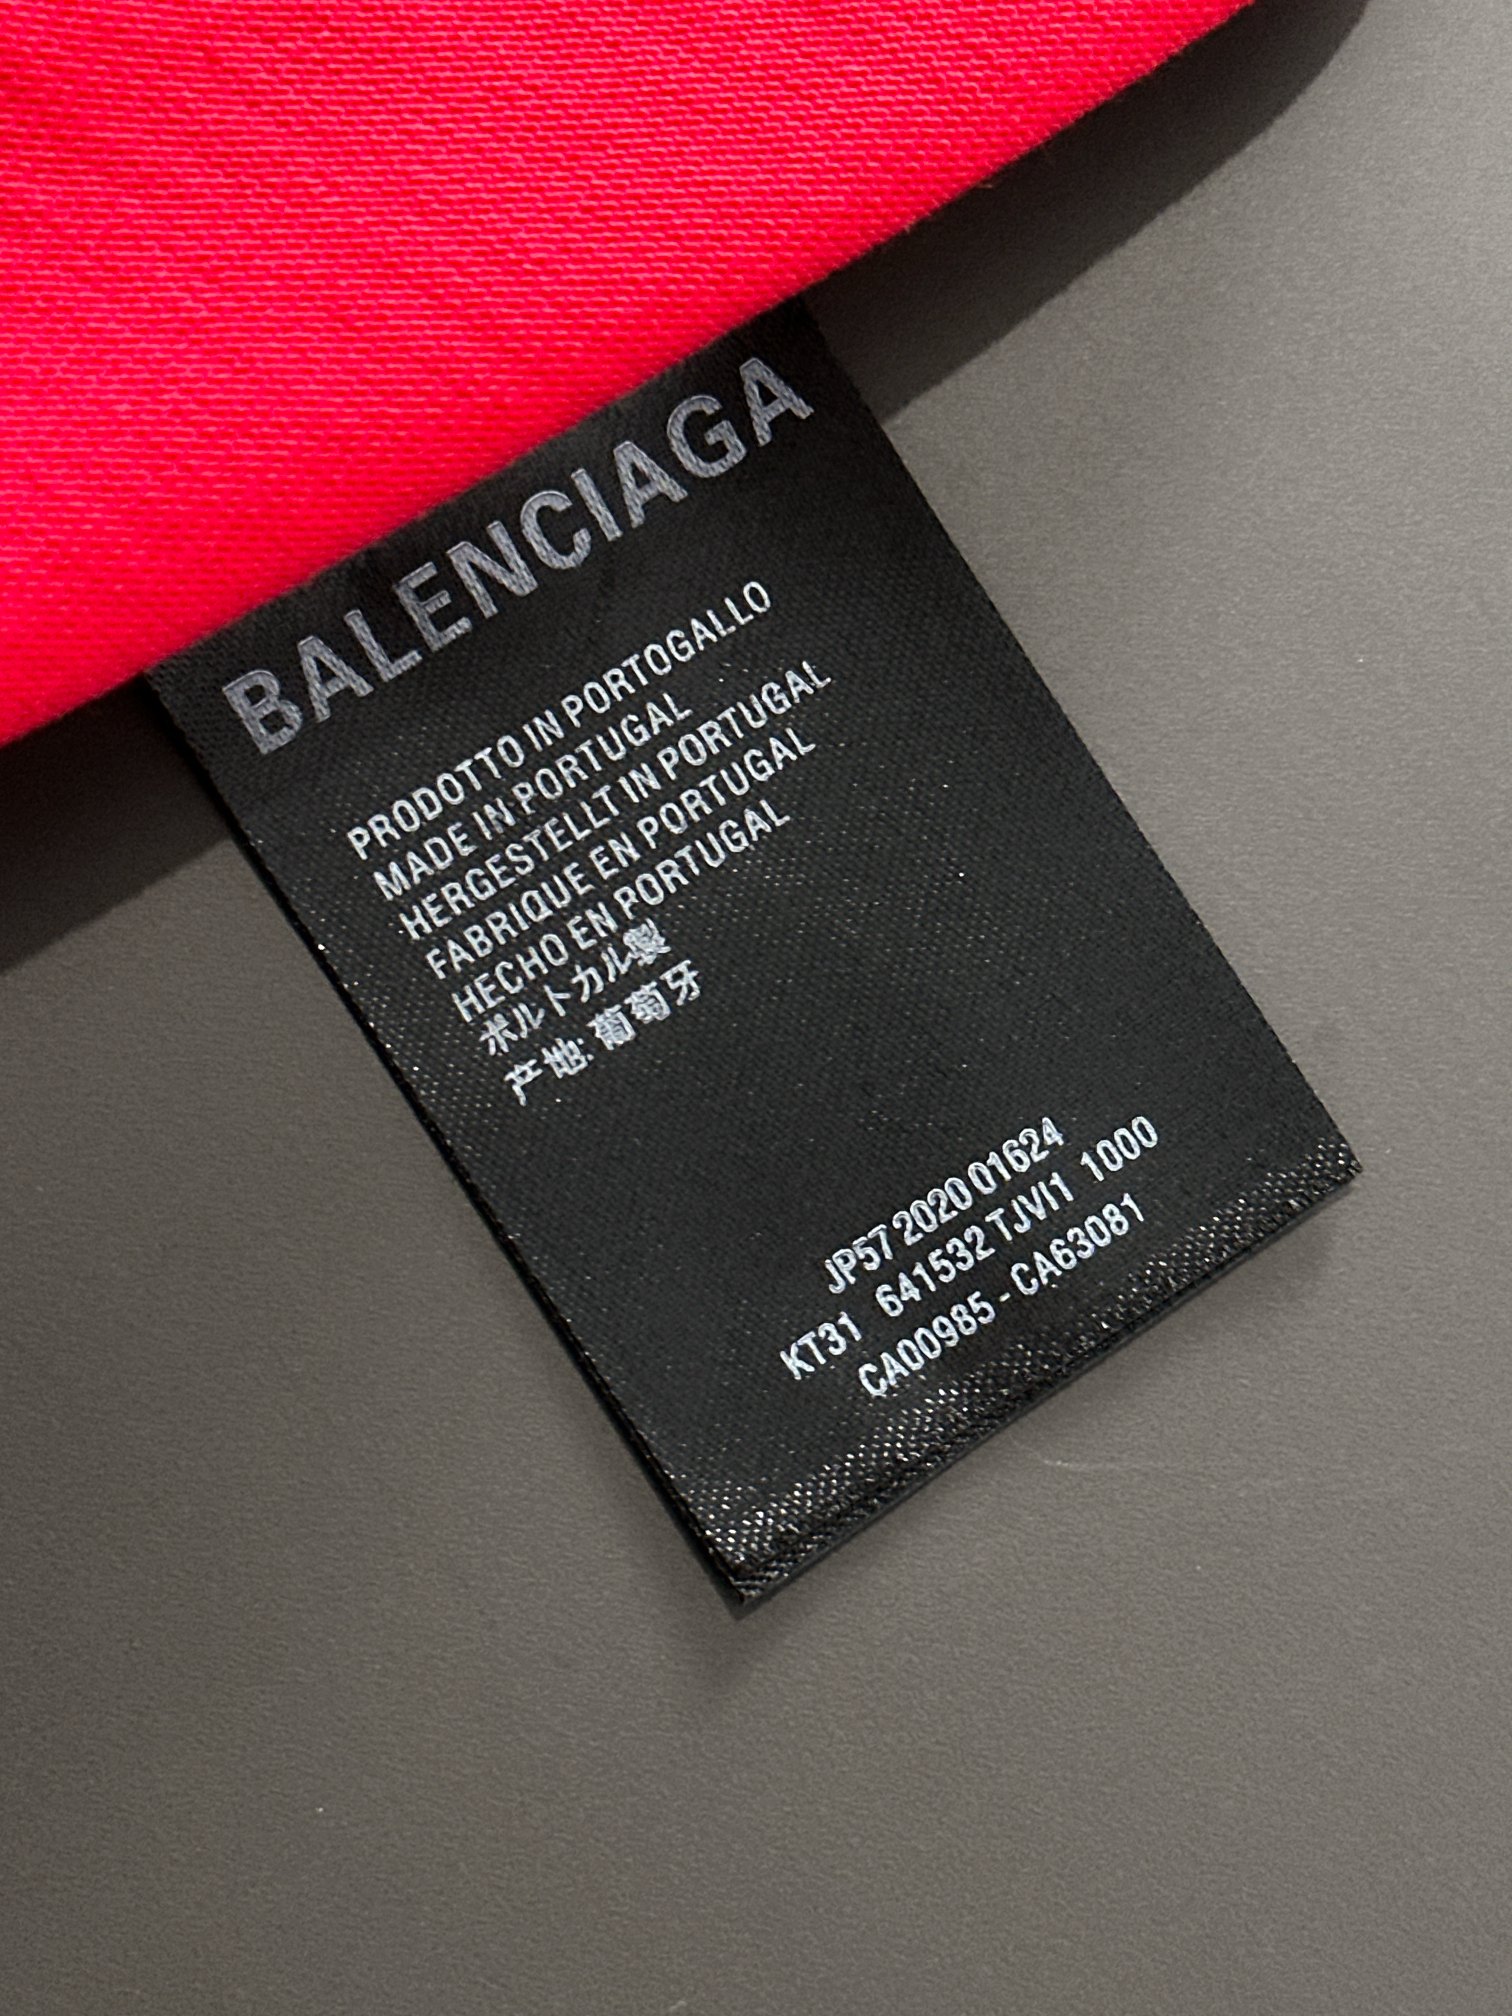 BALENCIAGA
PRODOTTO IN PORTOGALLO
MADE IN PORTUGAL
HERGESTELLT IN PORTUGAL
FABRIQUE EN PORTUGAL
HECHO EN PORTUGAL
ポルトカル製
产地: 葡萄牙
JP57 2020 01624
KT31 641532 TJVI1 1000
CA00985 - CA63081